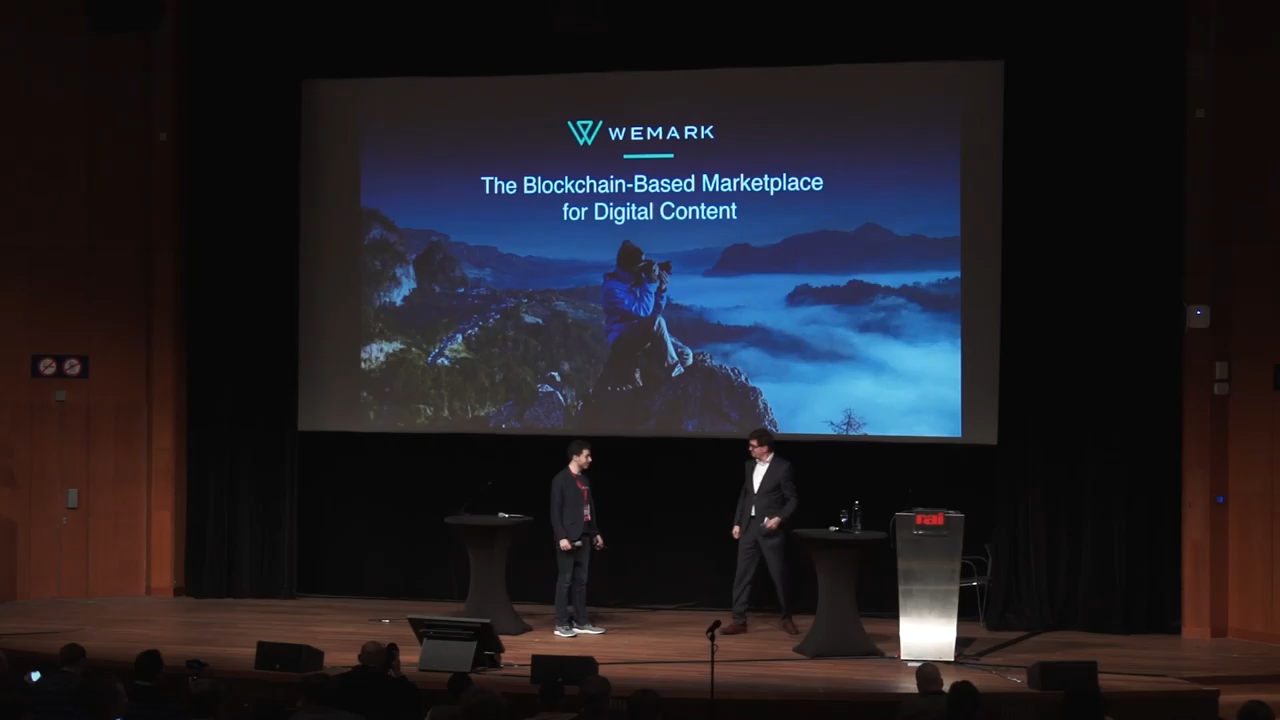 WEMARK
The Blockchain-Based Marketplace
for Digital Content
rai